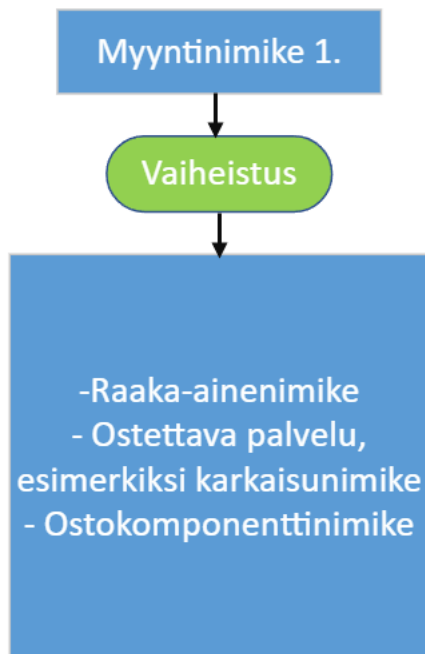 Myyntinimike 1.
Vaiheistus
-Raaka-ainenimike
- Ostettava palvelu,
esimerkiksi karkaisunimike
- Ostokomponenttinimike